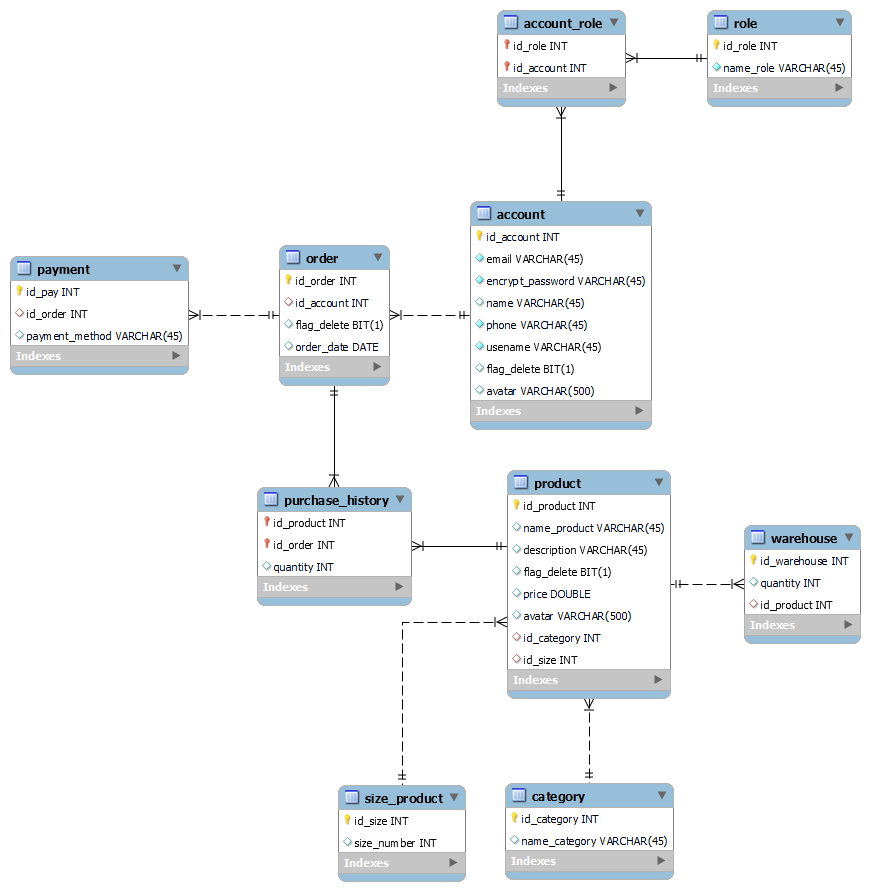 account_role
id_role INT
id_account INT
Indexes
role
id_role INT
name_role VARCHAR(45)
Indexes
account
id_account INT
email VARCHAR(45)
encrypt_password VARCHAR(45)
name VARCHAR(45)
phone VARCHAR(45)
usename VARCHAR(45)
flag_delete BIT(1)
avatar VARCHAR(500)
Indexes
order
id_order INT
id_account INT
flag_delete BIT(1)
order_date DATE
Indexes
payment
id_pay INT
id_order INT
payment_method VARCHAR(45)
Indexes
purchase_history
id_product INT
id_order INT
quantity INT
Indexes
product
id_product INT
name_product VARCHAR(45)
description VARCHAR(45)
flag_delete BIT(1)
price DOUBLE
avatar VARCHAR(500)
id_category INT
id_size INT
Indexes
warehouse
id_warehouse INT
quantity INT
id_product INT
Indexes
size_product
id_size INT
size_number INT
Indexes
category
id_category INT
name_category VARCHAR(45)
Indexes